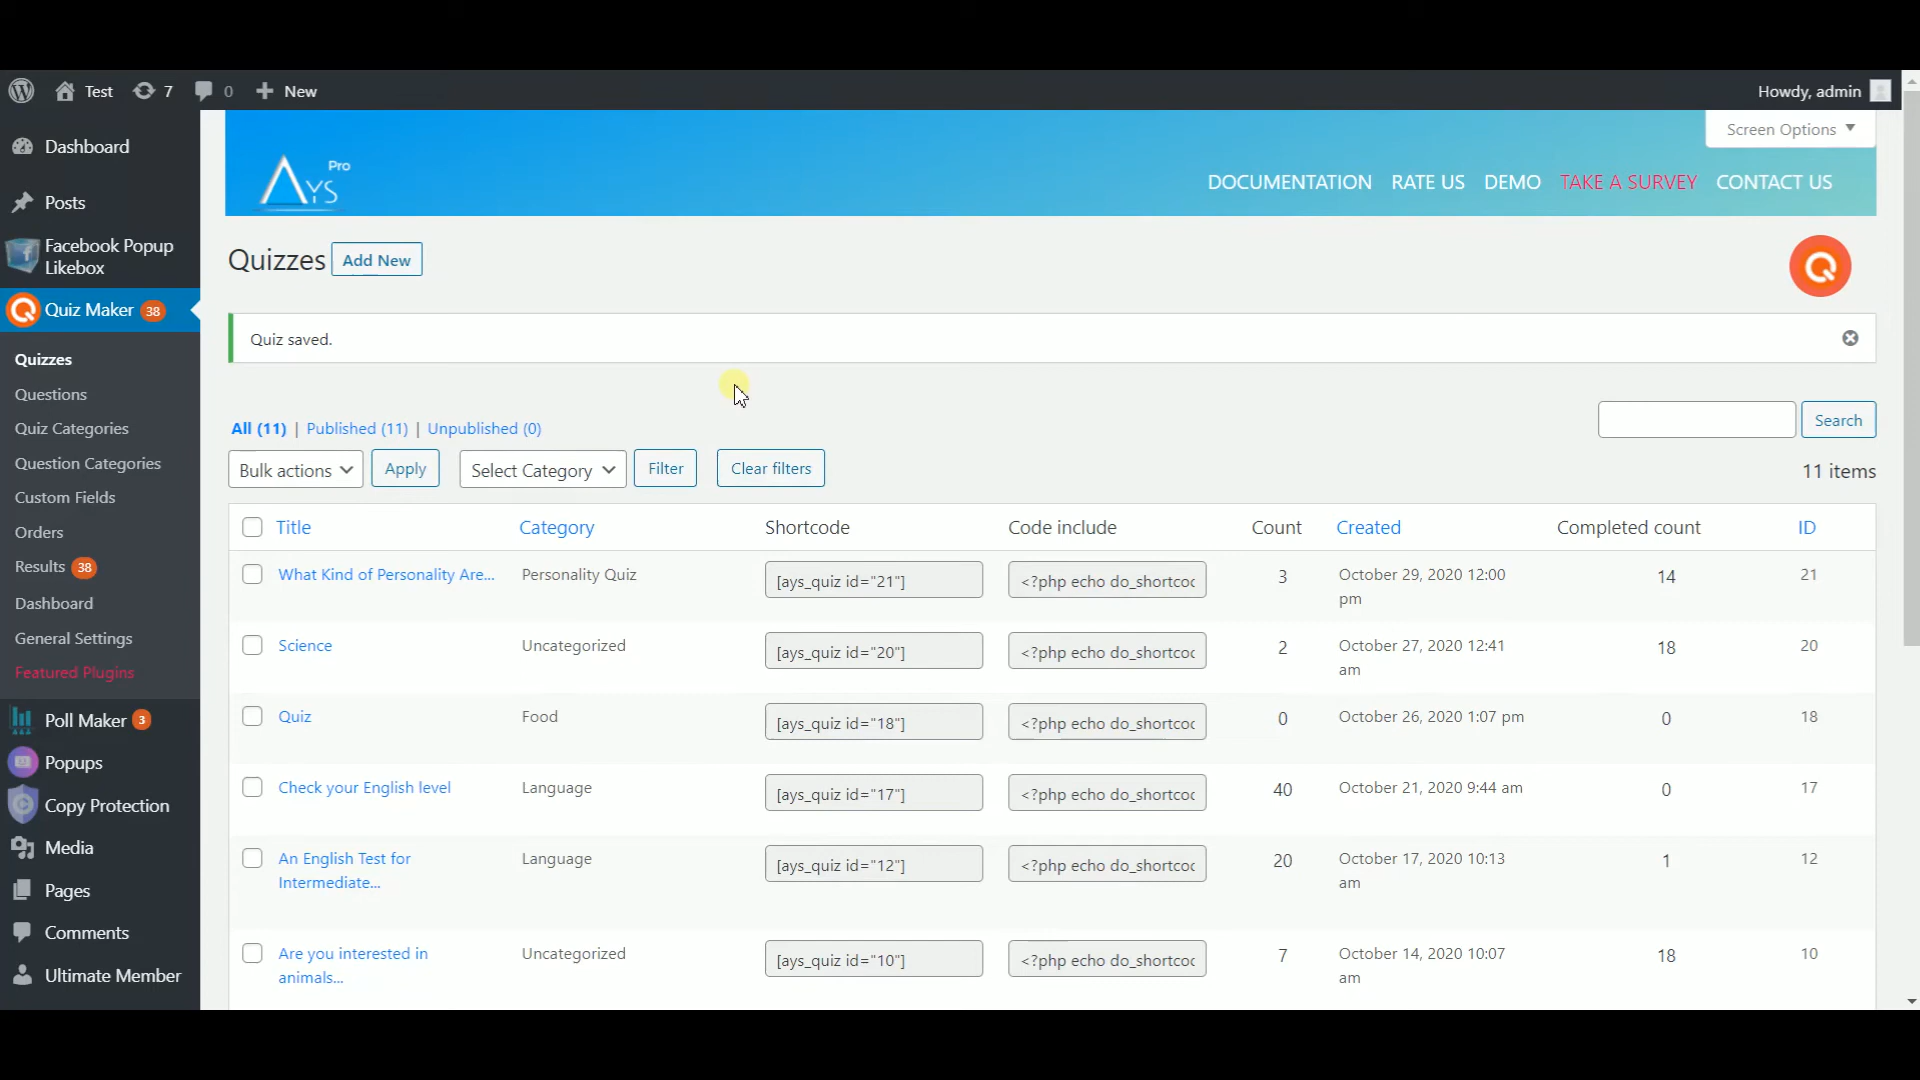 Test 7 0 New Howdy, admin
Screen Options
AYS Pro
DOCUMENTATION RATE US DEMO TAKE A SURVEY CONTACT US
Dashboard
Posts
Facebook Popup
Likebox
Quiz Maker 38
Quizzes
Questions
Quiz Categories
Question Categories
Custom Fields
Orders
Results 38
Dashboard
General Settings
Featured Plugins
Poll Maker 3
Popups
Copy Protection
Media
Pages
Comments
Ultimate Member
Quizzes Add New
Quiz saved.
All (11) | Published (11) | Unpublished (0)
Search
Bulk actions Apply Select Category Filter Clear filters 11 items
Title Category Shortcode Code include Count Created Completed count ID
What Kind of Personality Are... Personality Quiz [ays_quiz id="21"] <?php echo do_shortcoc 3 October 29, 2020 12:00 14 21
pm
Science Uncategorized [ays_quiz id="20"] <?php echo do_shortcoc 2 October 27, 2020 12:41 18 20
am
Quiz Food [ays_quiz id="18"] <?php echo do_shortcoc 0 October 26, 2020 1:07 pm 0 18
Check your English level Language [ays_quiz id="17"] <?php echo do_shortcoc 40 October 21, 2020 9:44 am 0 17
An English Test for Language [ays_quiz id="12"] <?php echo do_shortcoc 20 October 17, 2020 10:13 1 12
Intermediate... am
Are you interested in Uncategorized [ays_quiz id="10"] <?php echo do_shortcoc 7 October 14, 2020 10:07 18 10
animals... am